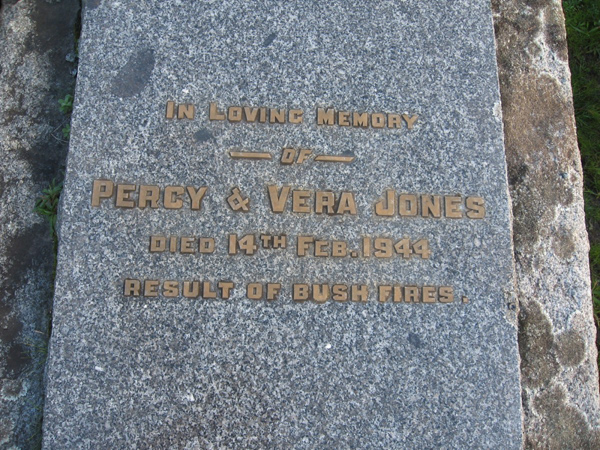 IN LOVING MEMORY
— OF —
PERCY & VERA JONES
DIED 14TH FEB. 1944
RESULT OF BUSH FIRES.